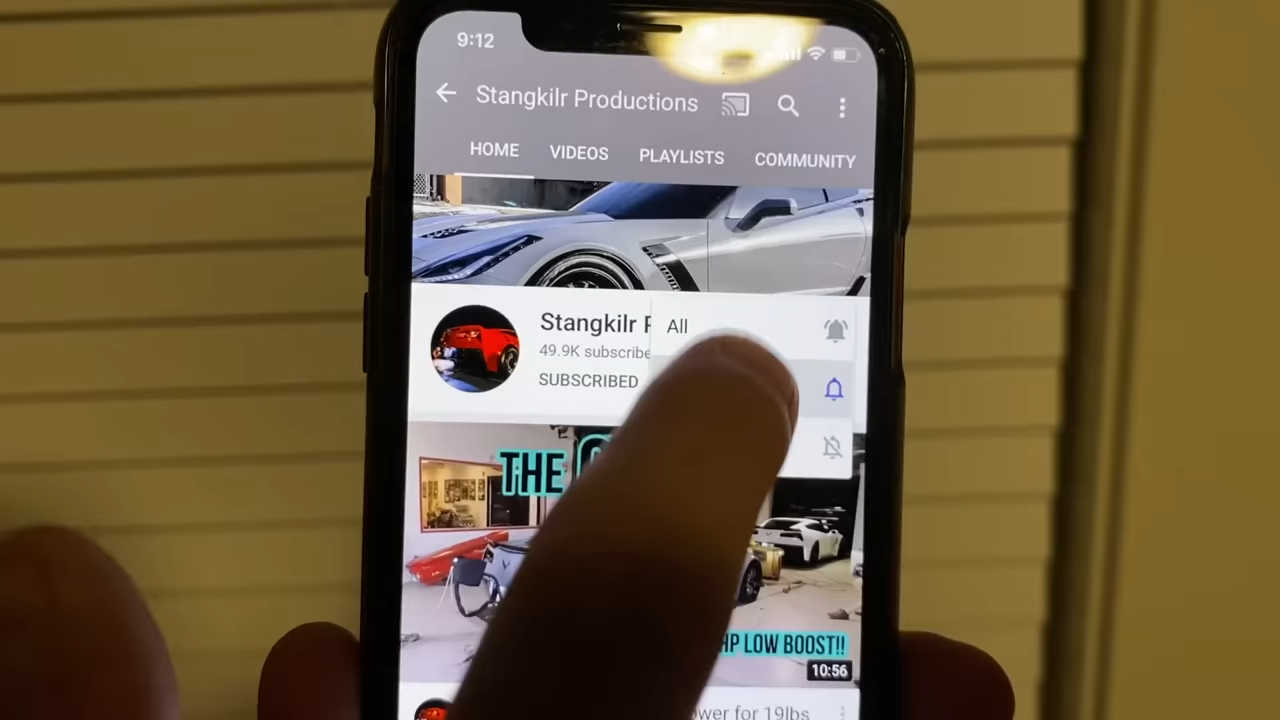 9:12
Stangkilr Productions
HOME VIDEOS PLAYLISTS COMMUNITY
Stangkilr
All
49.9K
SUBSCRIBED
THE
HP LOW BOOST!!
10:56
for 19lbs